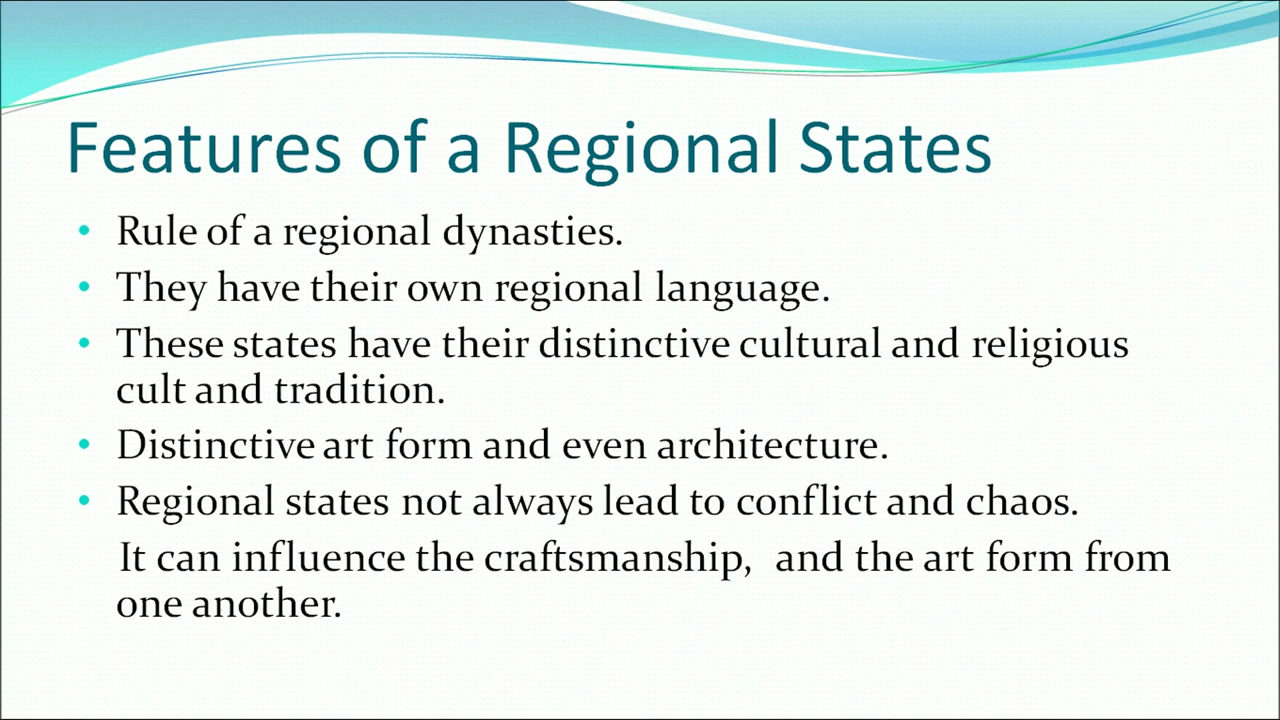 Features of a Regional States
• Rule of a regional dynasties.
• They have their own regional language.
• These states have their distinctive cultural and religious
cult and tradition.
• Distinctive art form and even architecture.
• Regional states not always lead to conflict and chaos.
It can influence the craftsmanship, and the art form from
one another.